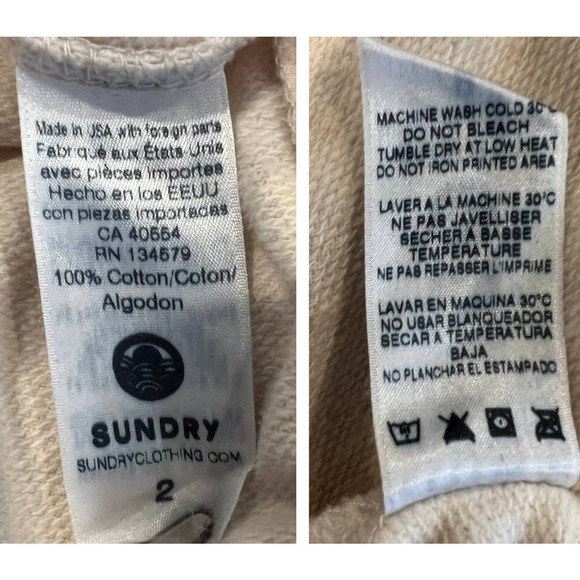 Made in USA with foreign parts
Fabriqué aux États Unis
avec pièces importes
Hecho en los EEUU
con piezas importadas
CA 40554
RN 134579
100% Cotton/Coton/
Algodon
SUNDRY
SUNDRYCLOTHING.COM
2
MACHINE WASH COLD 30°C
DO NOT BLEACH
TUMBLE DRY AT LOW HEAT
DO NOT IRON PRINTED AREA
LAVER A LA MACHINE 30°C
NE PAS JAVELLISER
SÉCHER A BASSE
TEMPÉRATURE
NE PAS REPASSER L'IMPRIME
LAVAR EN MAQUINA 30°C
NO USAR BLANQUEADOR
SECAR A TEMPERATURA
BAJA
NO PLANCHAR EL ESTAMPADO